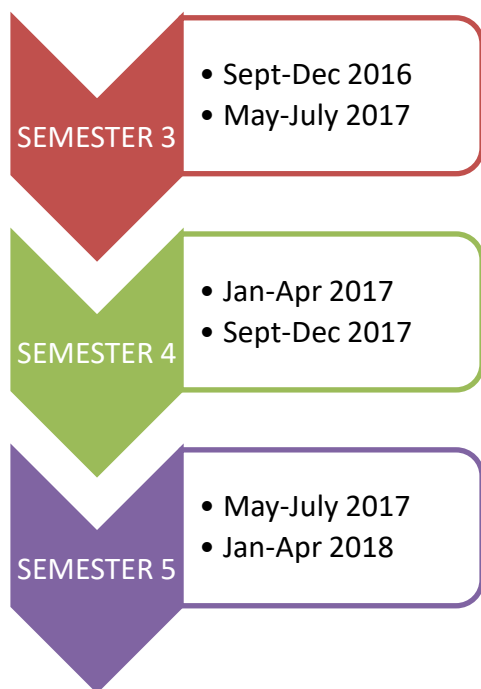 SEMESTER 3
• Sept-Dec 2016
• May-July 2017
SEMESTER 4
• Jan-Apr 2017
• Sept-Dec 2017
SEMESTER 5
• May-July 2017
• Jan-Apr 2018